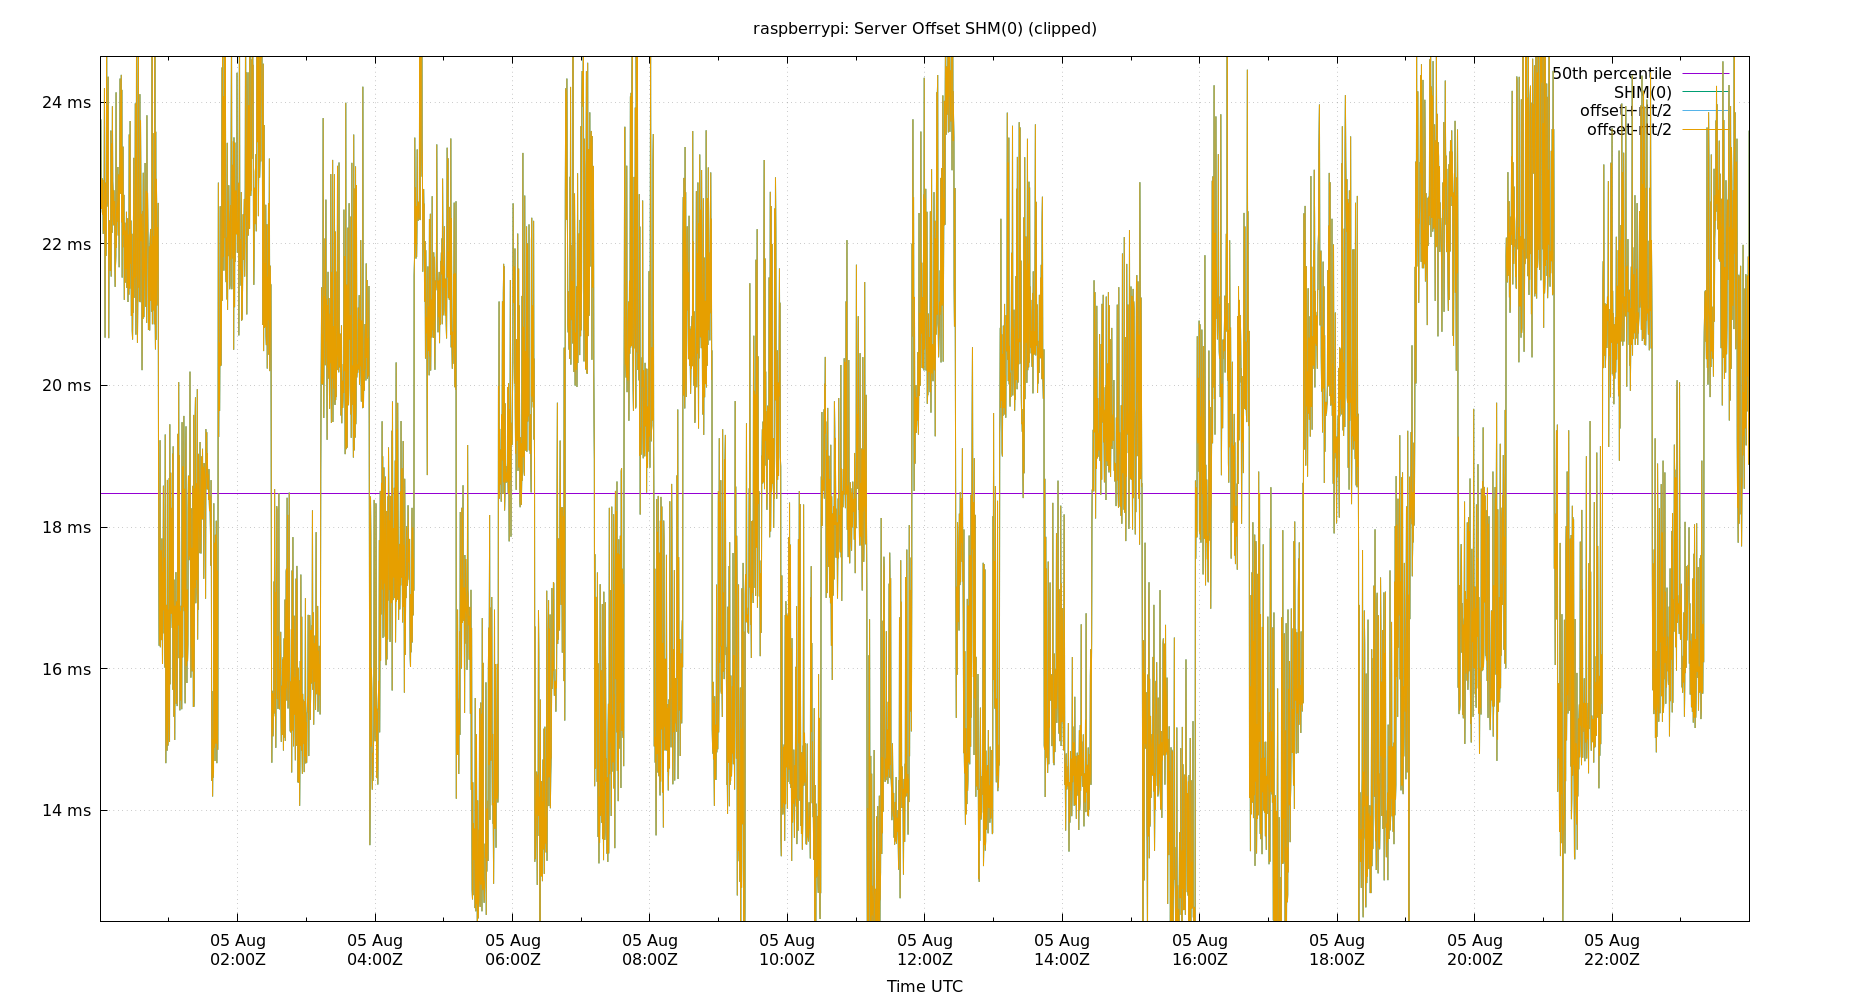 raspberrypi: Server Offset SHM(0) (clipped)
50th percentile
SHM(0)
offset+rtt/2
offset-rtt/2
24 ms
22 ms
20 ms
18 ms
16 ms
14 ms
05 Aug 05 Aug 05 Aug 05 Aug 05 Aug 05 Aug 05 Aug 05 Aug 05 Aug 05 Aug 05 Aug
02:00Z 04:00Z 06:00Z 08:00Z 10:00Z 12:00Z 14:00Z 16:00Z 18:00Z 20:00Z 22:00Z
Time UTC